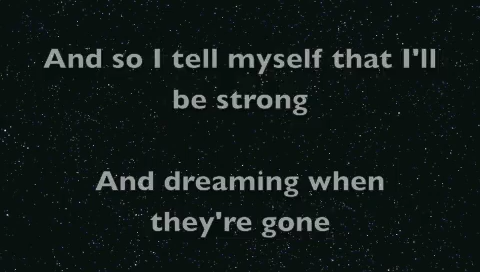 And so I tell myself that I'll
be strong
And dreaming when
they're gone